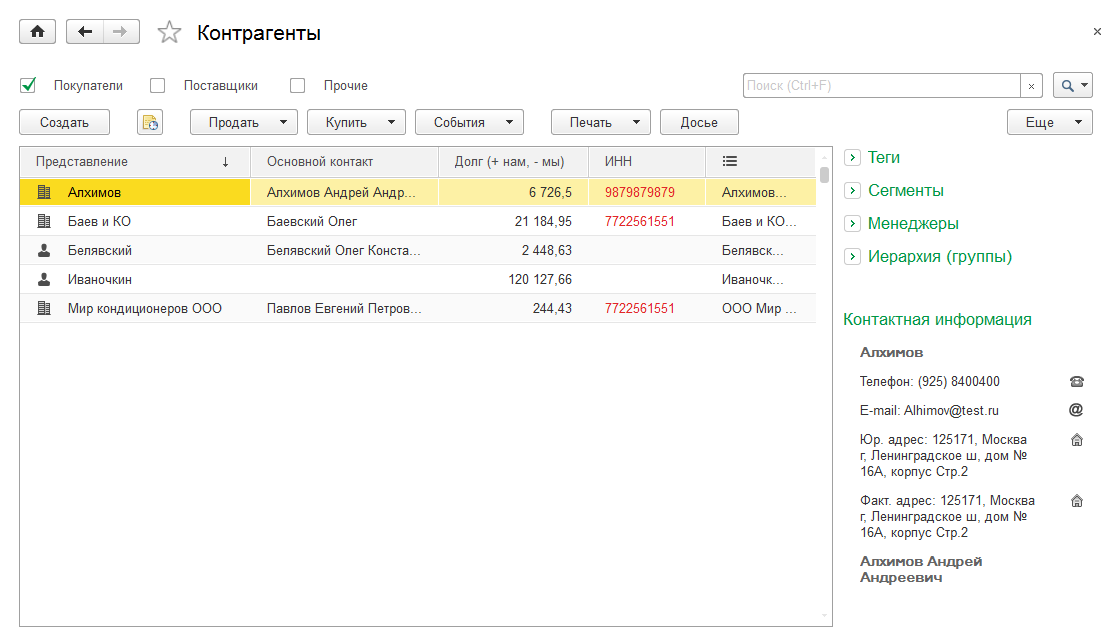 Контрагенты
Покупатели Поставщики Прочие Поиск (Ctrl+F)
Создать Продать Купить События Печать Досье Еще
Представление ↓ Основной контакт Долг (+ нам, - мы) ИНН
Алхимов Алхимов Андрей Андр... 6 726,5 9879879879 Алхимов...
Баев и КО Баевский Олег 21 184,95 7722561551 Баев и КО...
Белявский Белявский Олег Конста... 2 448,63 Белявск...
Иваночкин 120 127,66 Иваночк...
Мир кондиционеров ООО Павлов Евгений Петров... 244,43 7722561551 ООО Мир ...
Теги
Сегменты
Менеджеры
Иерархия (группы)
Контактная информация
Алхимов
Телефон: (925) 8400400
E-mail: Alhimov@test.ru
Юр. адрес: 125171, Москва
г, Ленинградское ш, дом №
16А, корпус Стр.2
Факт. адрес: 125171, Москва
г, Ленинградское ш, дом №
16А, корпус Стр.2
Алхимов Андрей
Андреевич